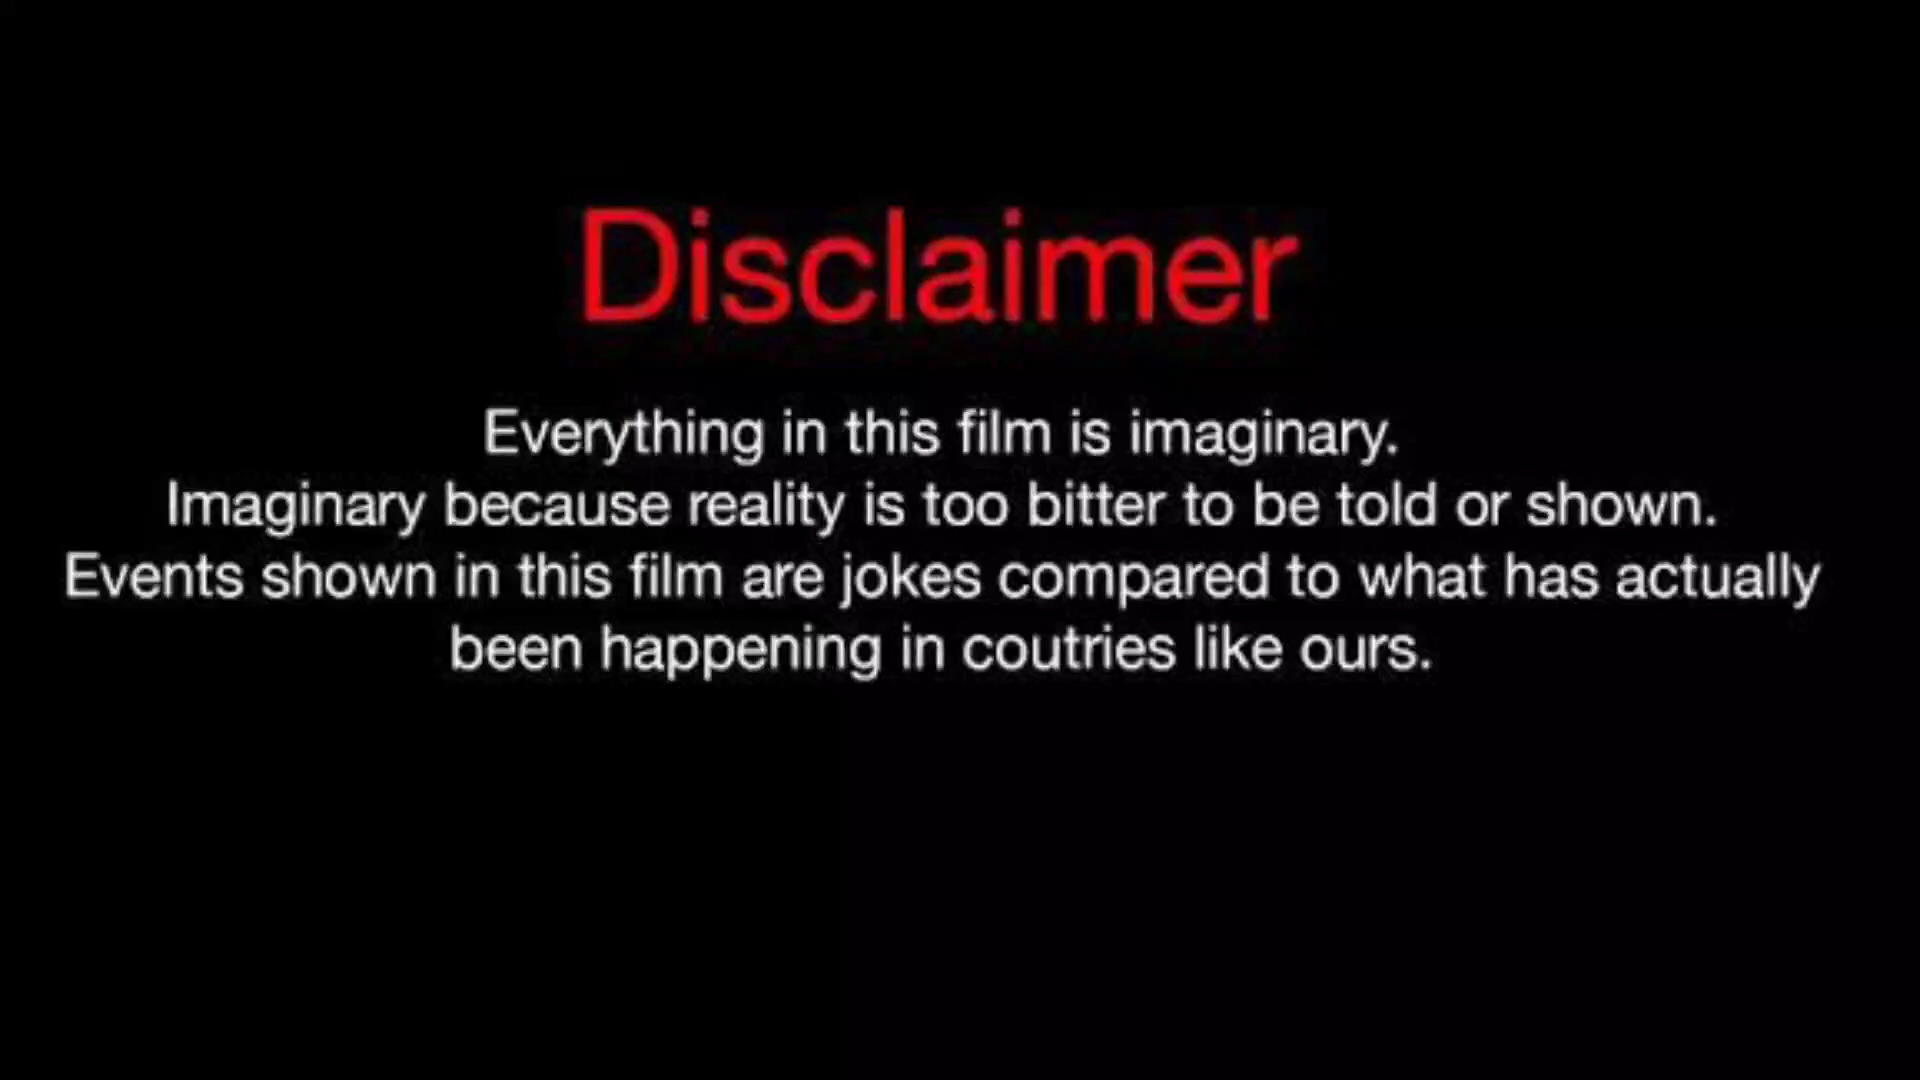 Disclaimer
Everything in this film is imaginary.
Imaginary because reality is too bitter to be told or shown.
Events shown in this film are jokes compared to what has actually
been happening in coutries like ours.